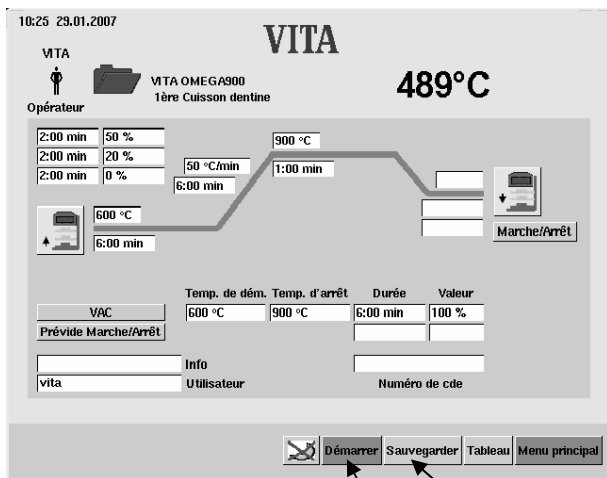 10:25 29.01.2007
VITA
VITA
Opérateur
VITA OMEGA900
1ère Cuisson dentine
489°C
2:00 min 50 %
2:00 min 20 %
2:00 min 0 %
50 °C/min
6:00 min
900 °C
1:00 min
600 °C
6:00 min
Marche/Arrêt
Temp. de dém. Temp. d'arrêt Durée Valeur
VAC 600 °C 900 °C 6:00 min 100 %
Prévide Marche/Arrêt
Info
vita Utilisateur Numéro de cde
Démarrer Sauvegarder Tableau Menu principal